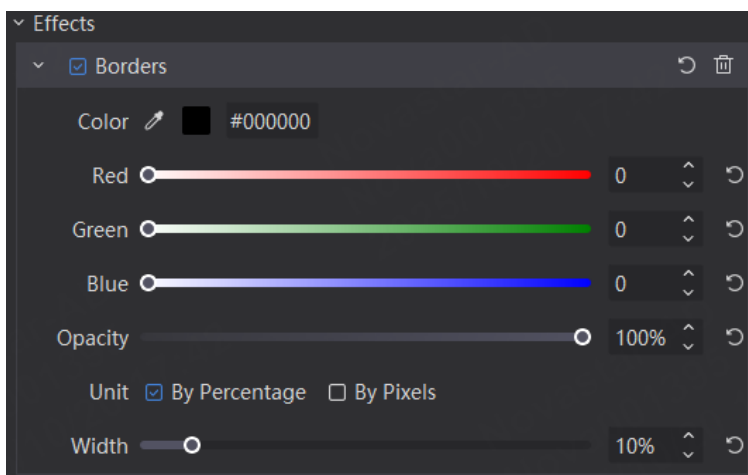 Effects
Borders
Color #000000
Red 0
Green 0
Blue 0
Opacity 100%
Unit By Percentage By Pixels
Width 10%